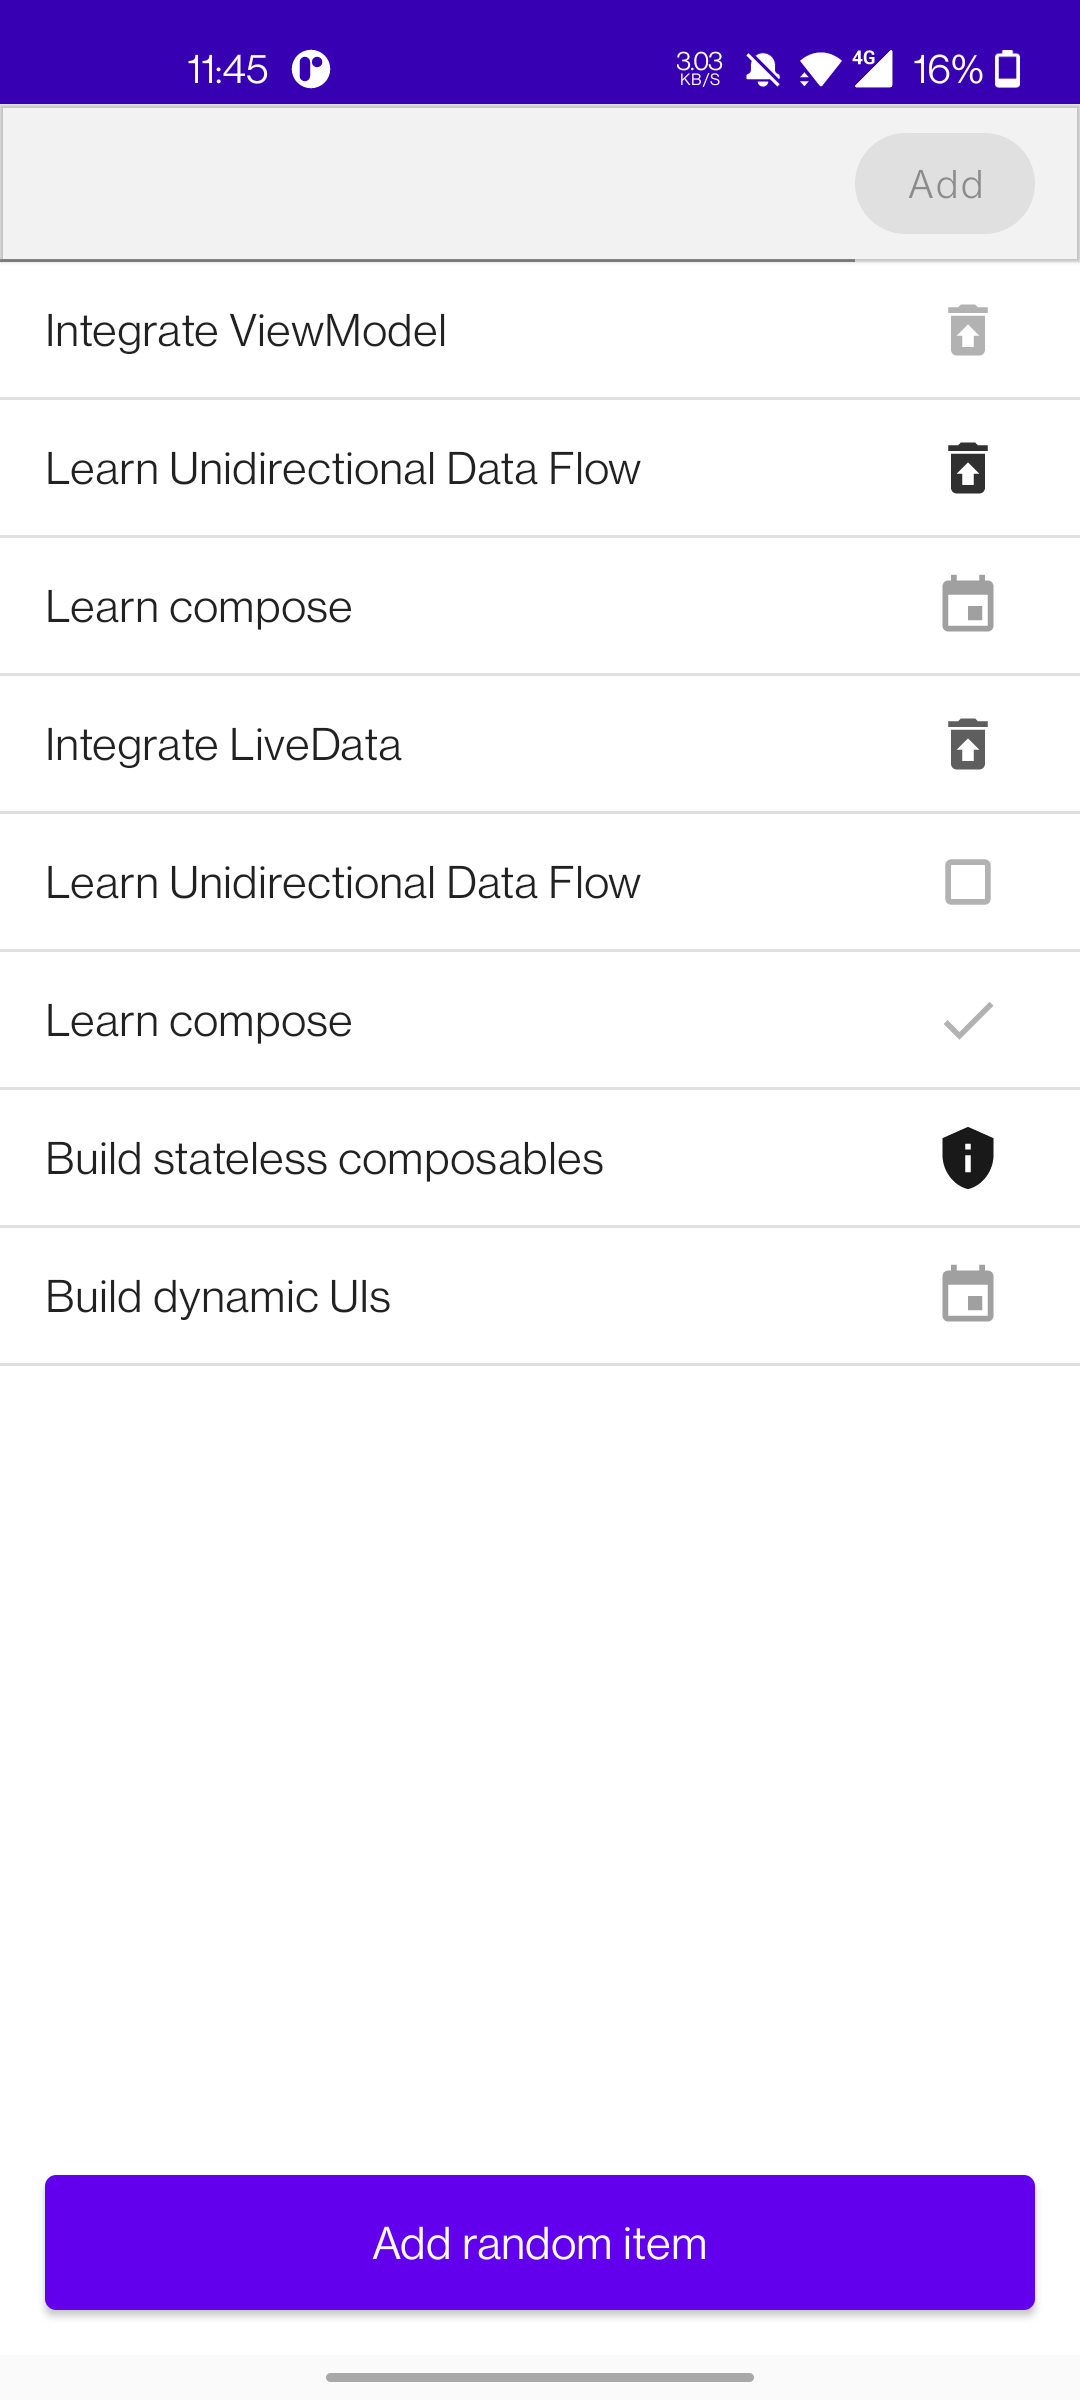 11:45 3.03 KB/S 4G 16%
Add
Integrate ViewModel
Learn Unidirectional Data Flow
Learn compose
Integrate LiveData
Learn Unidirectional Data Flow
Learn compose
Build stateless composables
Build dynamic UIs
Add random item